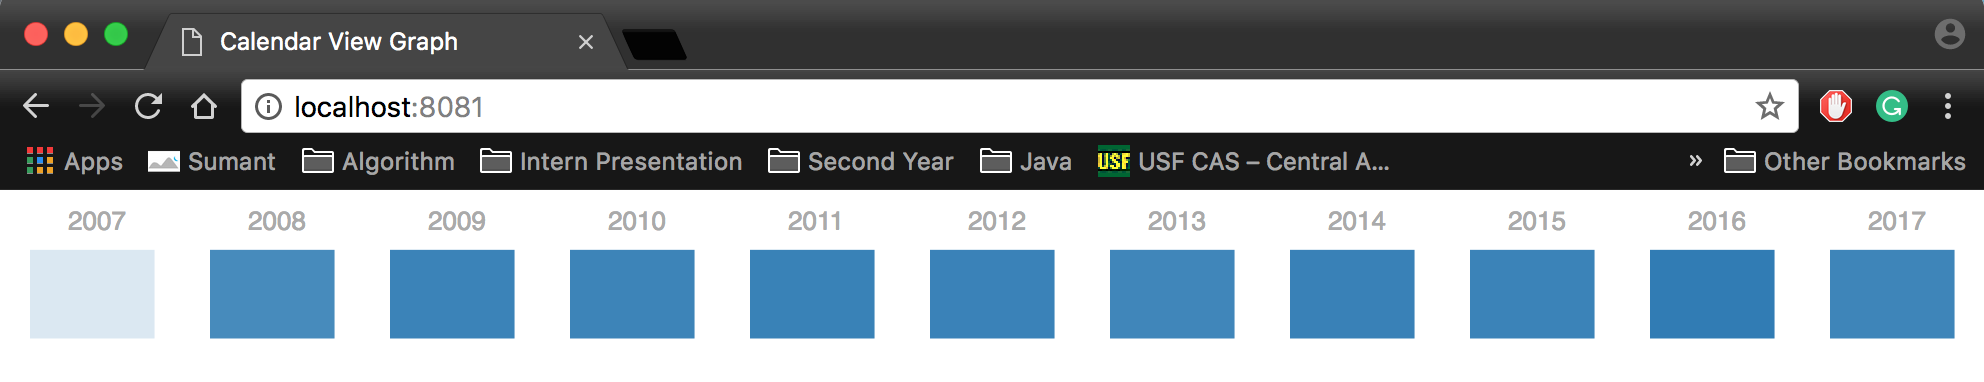 Calendar View Graph
localhost:8081
Apps Sumant Algorithm Intern Presentation Second Year Java USF USF CAS – Central A... » Other Bookmarks
2007 2008 2009 2010 2011 2012 2013 2014 2015 2016 2017